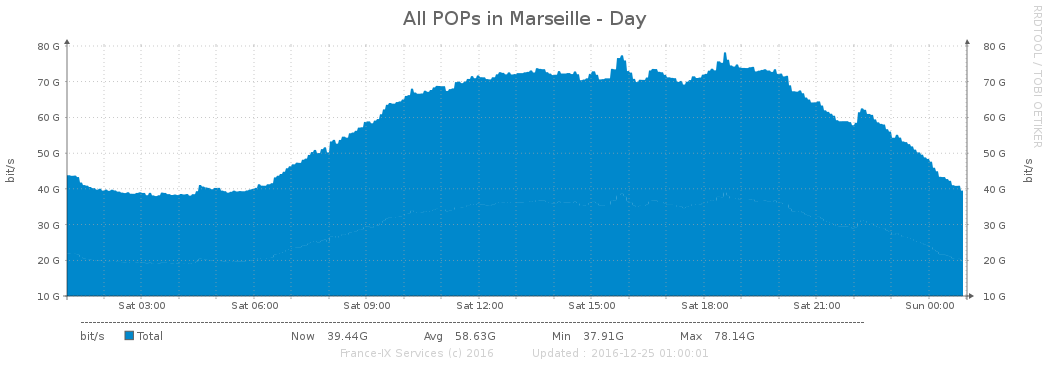 All POPs in Marseille - Day
RRDTOOL / TOBI OETIKER
bit/s
80 G
70 G
60 G
50 G
40 G
30 G
20 G
10 G
80 G
70 G
60 G
50 G
40 G
30 G
20 G
10 G
bit/s
Sat 03:00 Sat 06:00 Sat 09:00 Sat 12:00 Sat 15:00 Sat 18:00 Sat 21:00 Sun 00:00
bit/s Total Now 39.44G Avg 58.63G Min 37.91G Max 78.14G
France-IX Services (c) 2016 Updated : 2016-12-25 01:00:01